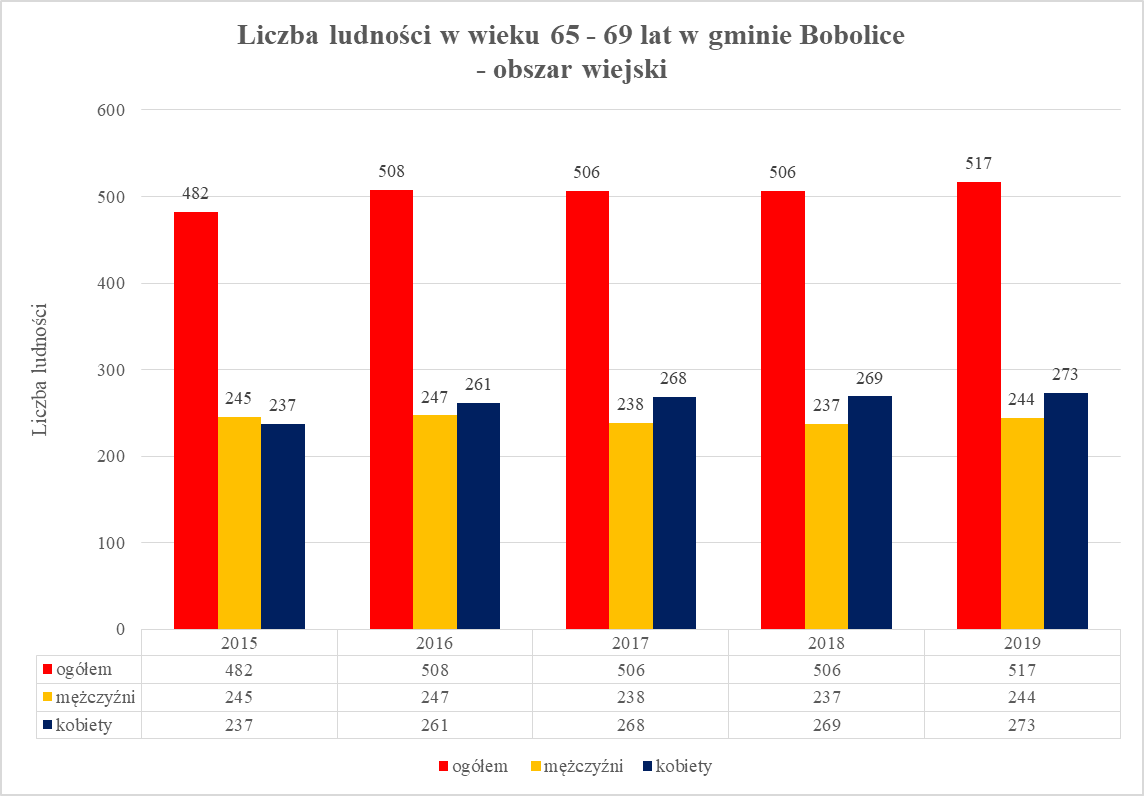 Liczba ludności w wieku 65 - 69 lat w gminie Bobolice
- obszar wiejski
Liczba ludności
600
500
400
300
200
100
0
482
245
237
508
247
261
506
238
268
506
237
269
517
244
273
2015 2016 2017 2018 2019
ogółem 482 508 506 506 517
mężczyźni 245 247 238 237 244
kobiety 237 261 268 269 273
ogółem mężczyźni kobiety